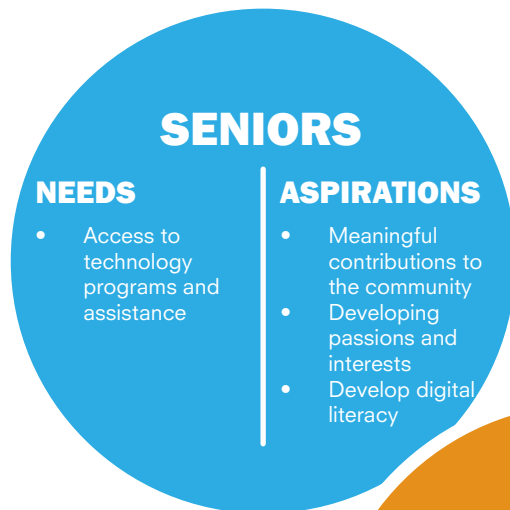 SENIORS
NEEDS
• Access to
technology
programs and
assistance
ASPIRATIONS
• Meaningful
contributions to
the community
• Developing
passions and
interests
• Develop digital
literacy